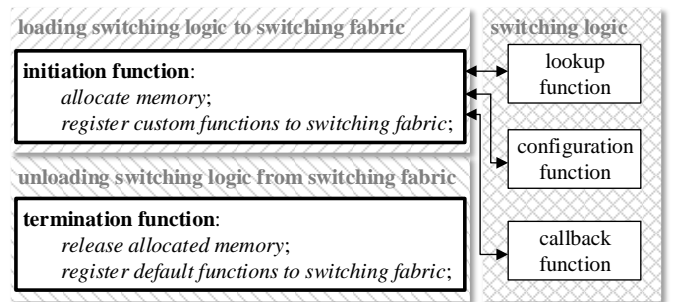 loading switching logic to switching fabric
initiation function:
allocate memory;
register custom functions to switching fabric;
unloading switching logic from switching fabric
termination function:
release allocated memory;
register default functions to switching fabric;
switching logic
lookup
function
configuration
function
callback
function